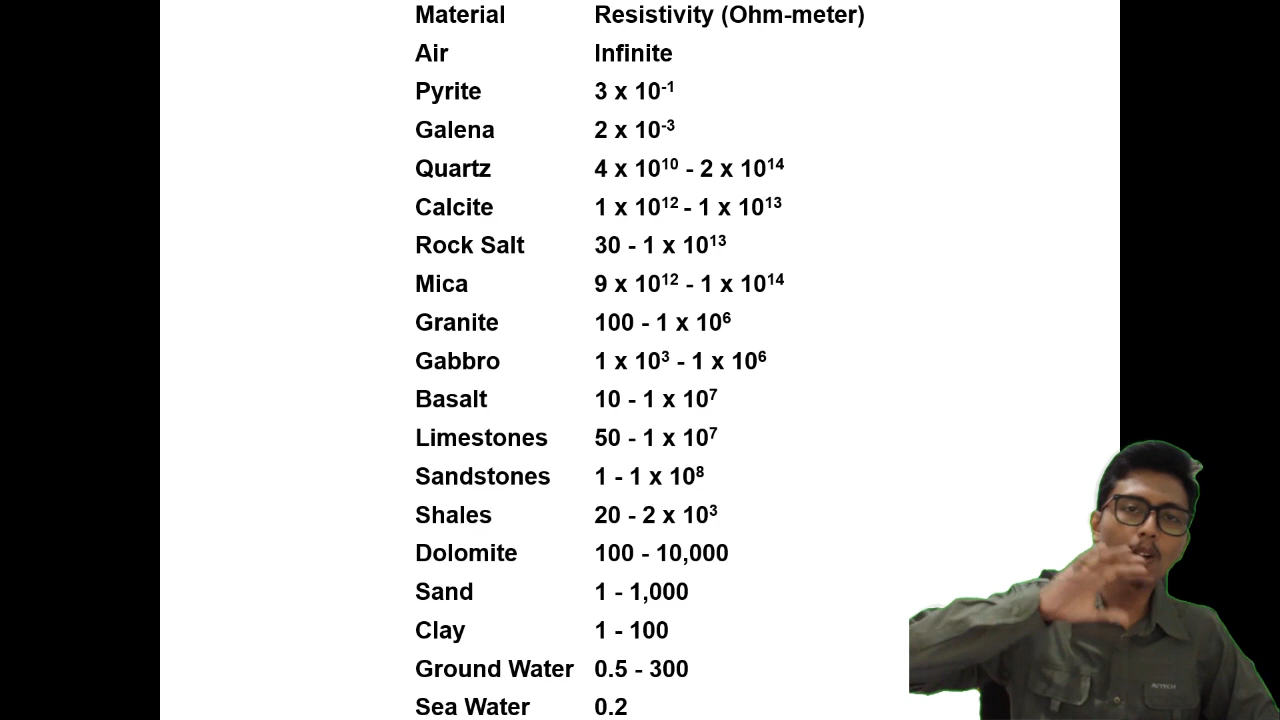 Material Resistivity (Ohm-meter)
Air Infinite
Pyrite 3 x 10⁻¹
Galena 2 x 10⁻³
Quartz 4 x 10¹⁰ - 2 x 10¹⁴
Calcite 1 x 10¹² - 1 x 10¹³
Rock Salt 30 - 1 x 10¹³
Mica 9 x 10¹² - 1 x 10¹⁴
Granite 100 - 1 x 10⁶
Gabbro 1 x 10³ - 1 x 10⁶
Basalt 10 - 1 x 10⁷
Limestones 50 - 1 x 10⁷
Sandstones 1 - 1 x 10⁸
Shales 20 - 2 x 10³
Dolomite 100 - 10,000
Sand 1 - 1,000
Clay 1 - 100
Ground Water 0.5 - 300
Sea Water 0.2